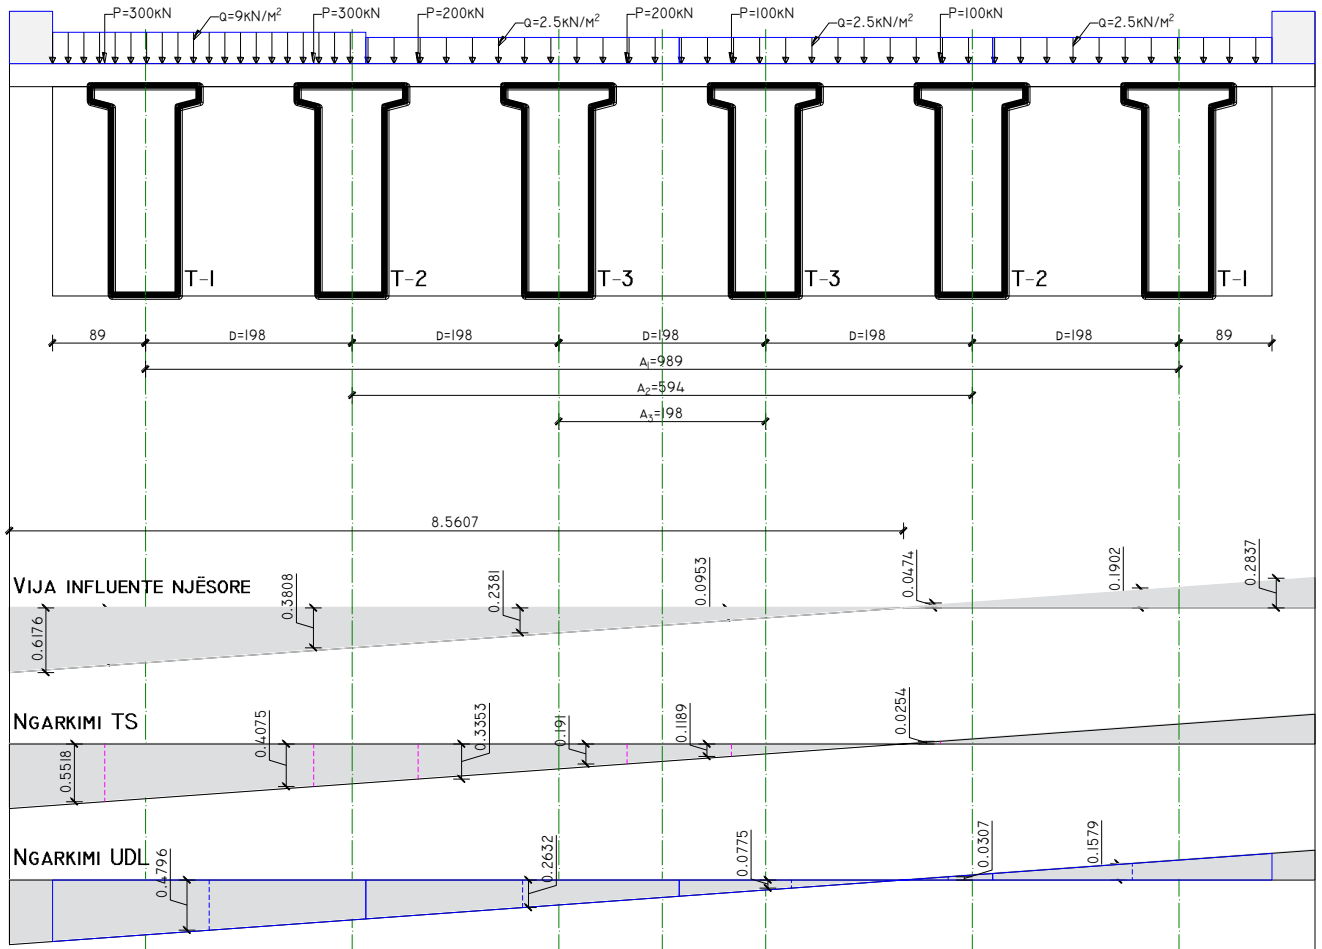 P=300kN
Q=9kN/m²
P=300kN
P=200kN
Q=2.5kN/m²
P=200kN
P=100kN
Q=2.5kN/m²
P=100kN
Q=2.5kN/m²
T-1
T-2
T-3
T-3
T-2
T-1
89
D=198
D=198
D=198
D=198
D=198
89
A₁=989
A₂=594
A₃=198
8.5607
VIJA INFLUENTE NJËSORE
0.6176
0.3808
0.2381
0.0953
0.0474
0.1902
0.2837
NGARKIMI TS
0.5518
0.4075
0.3353
0.191
0.1189
0.0254
NGARKIMI UDL
0.4796
0.2632
0.0775
0.0307
0.1579